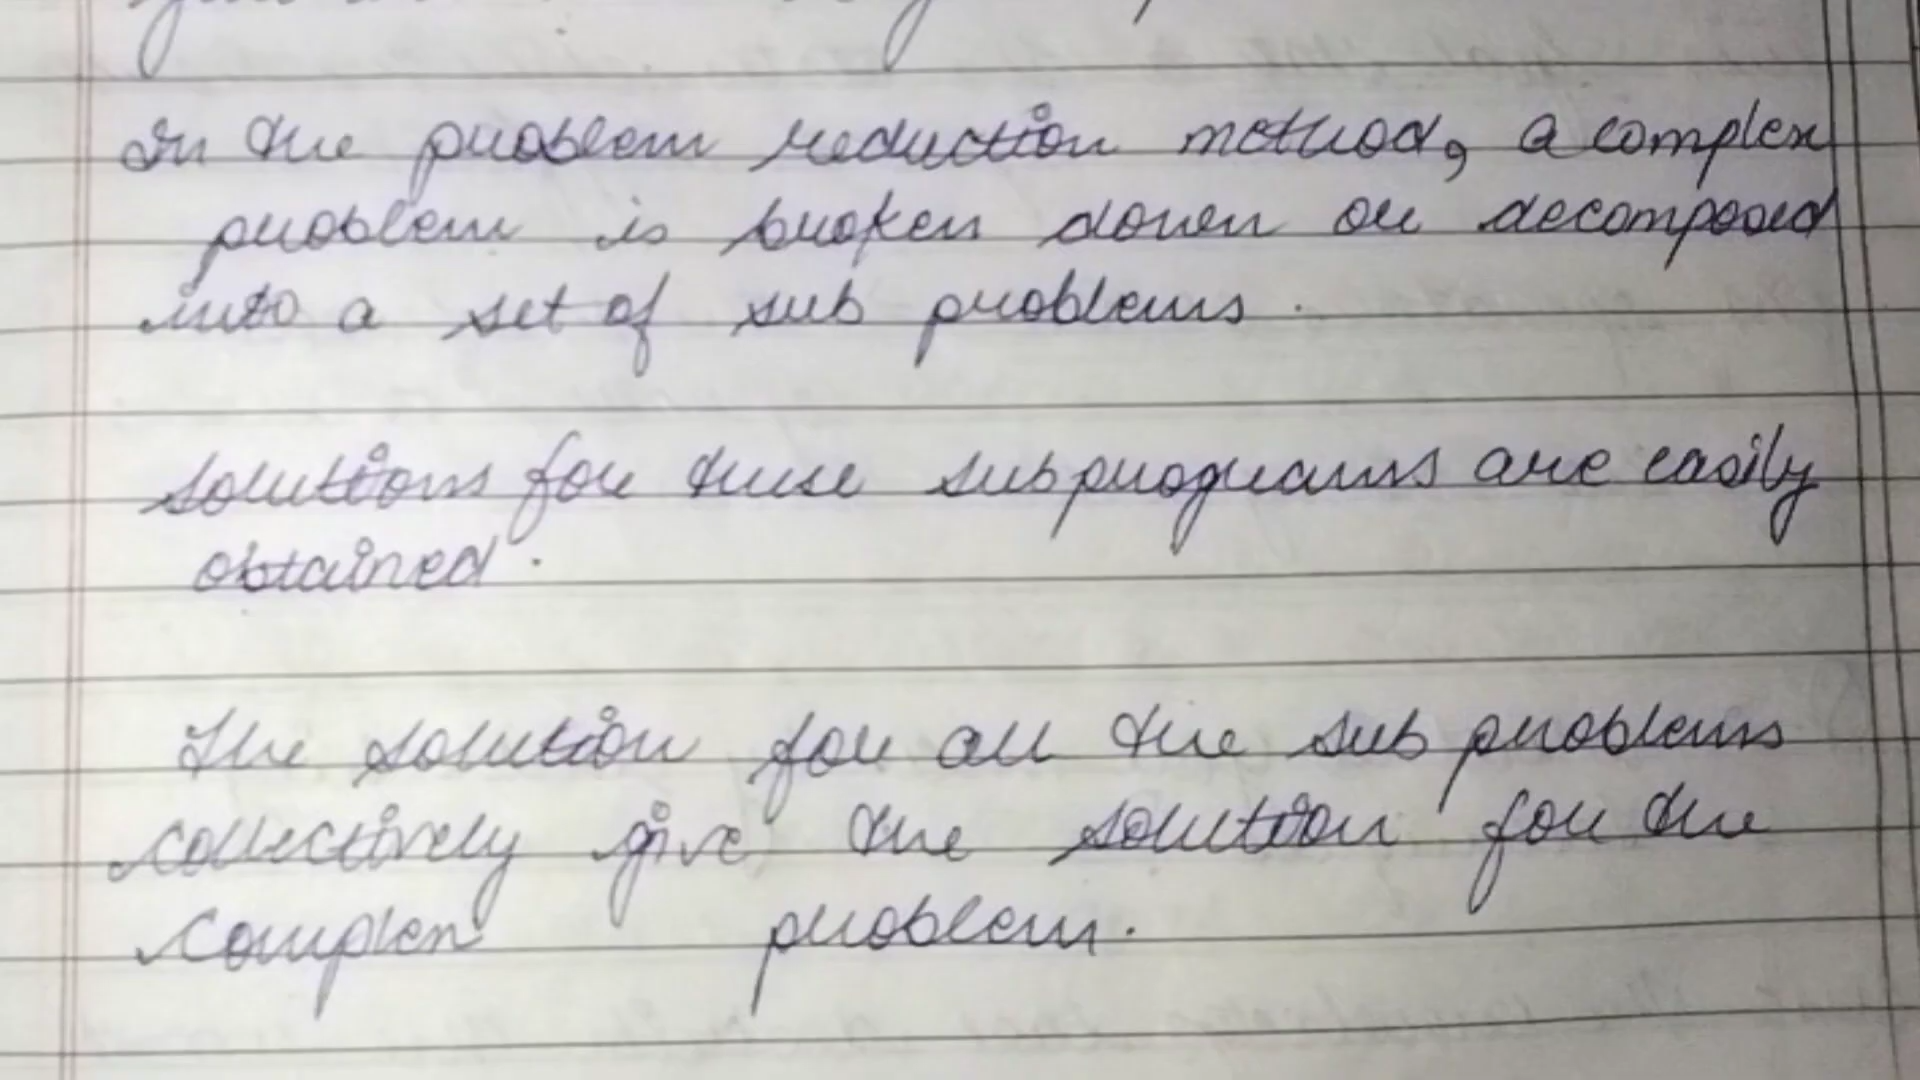 In the problem reduction method, a complex
problem is broken down or decomposed
into a set of sub problems.
solutions for these subprograms are easily
obtained.
The solution for all the sub problems
collectively give the solution for the
complex problem.